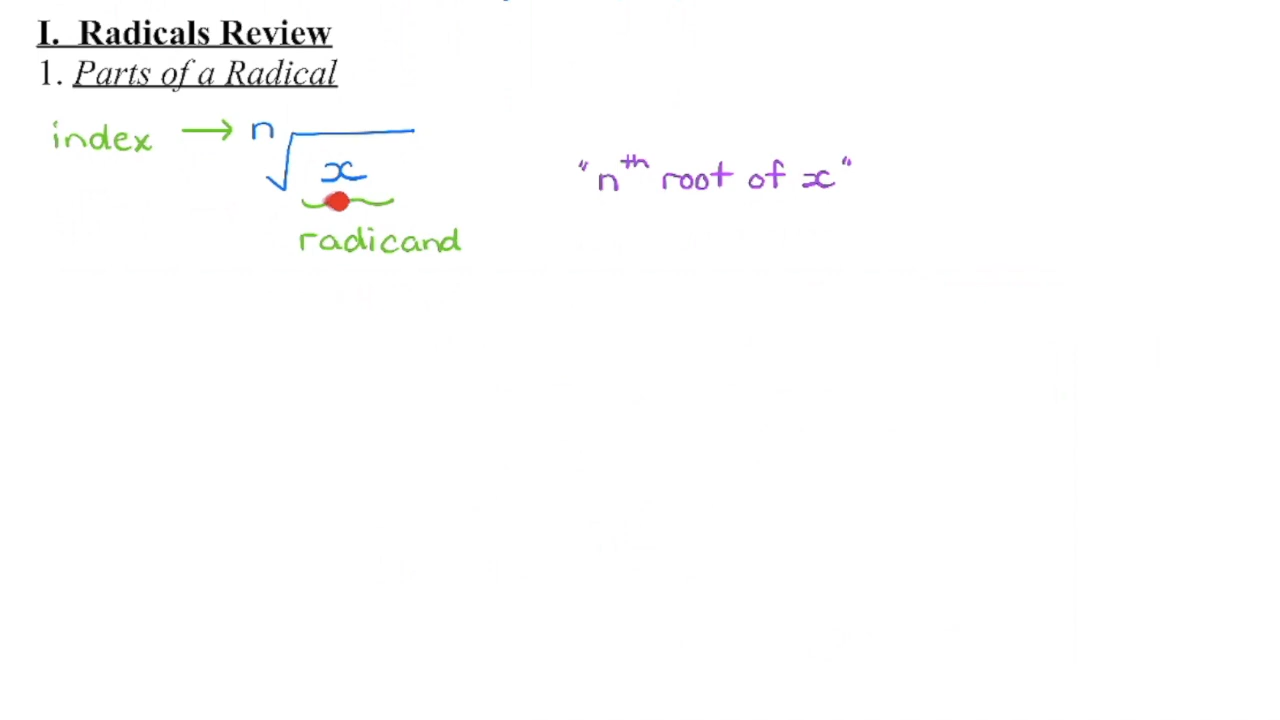 I. Radicals Review
1. Parts of a Radical
index → n√x
"nth root of x"
radicand